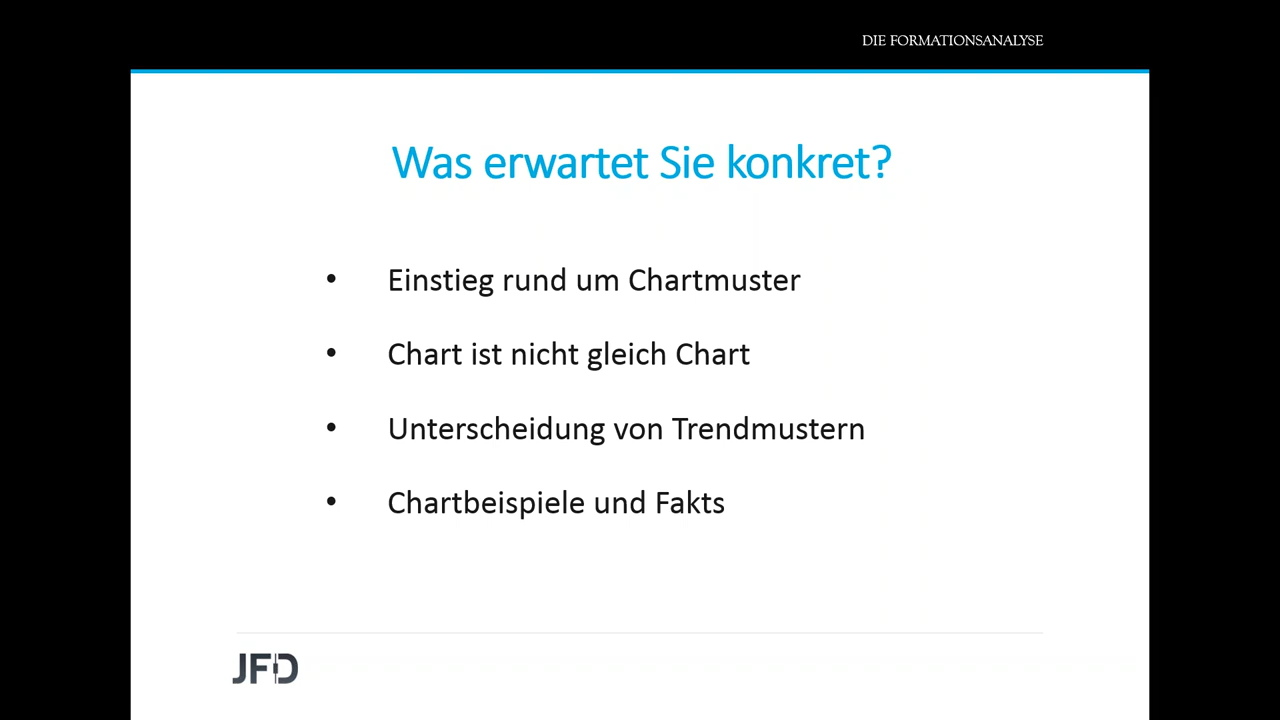 DIE FORMATIONSANALYSE
Was erwartet Sie konkret?
• Einstieg rund um Chartmuster
• Chart ist nicht gleich Chart
• Unterscheidung von Trendmustern
• Chartbeispiele und Fakts
JFD